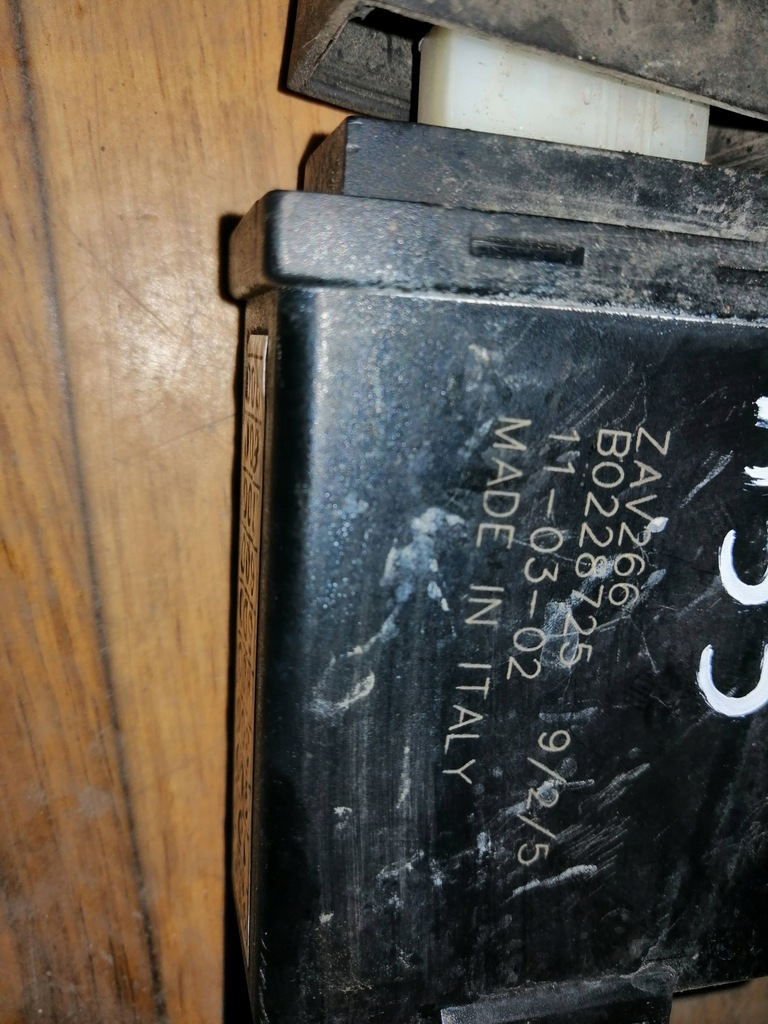 ZAV266
B0228725
11-03-02 9/2/5
MADE IN ITALY